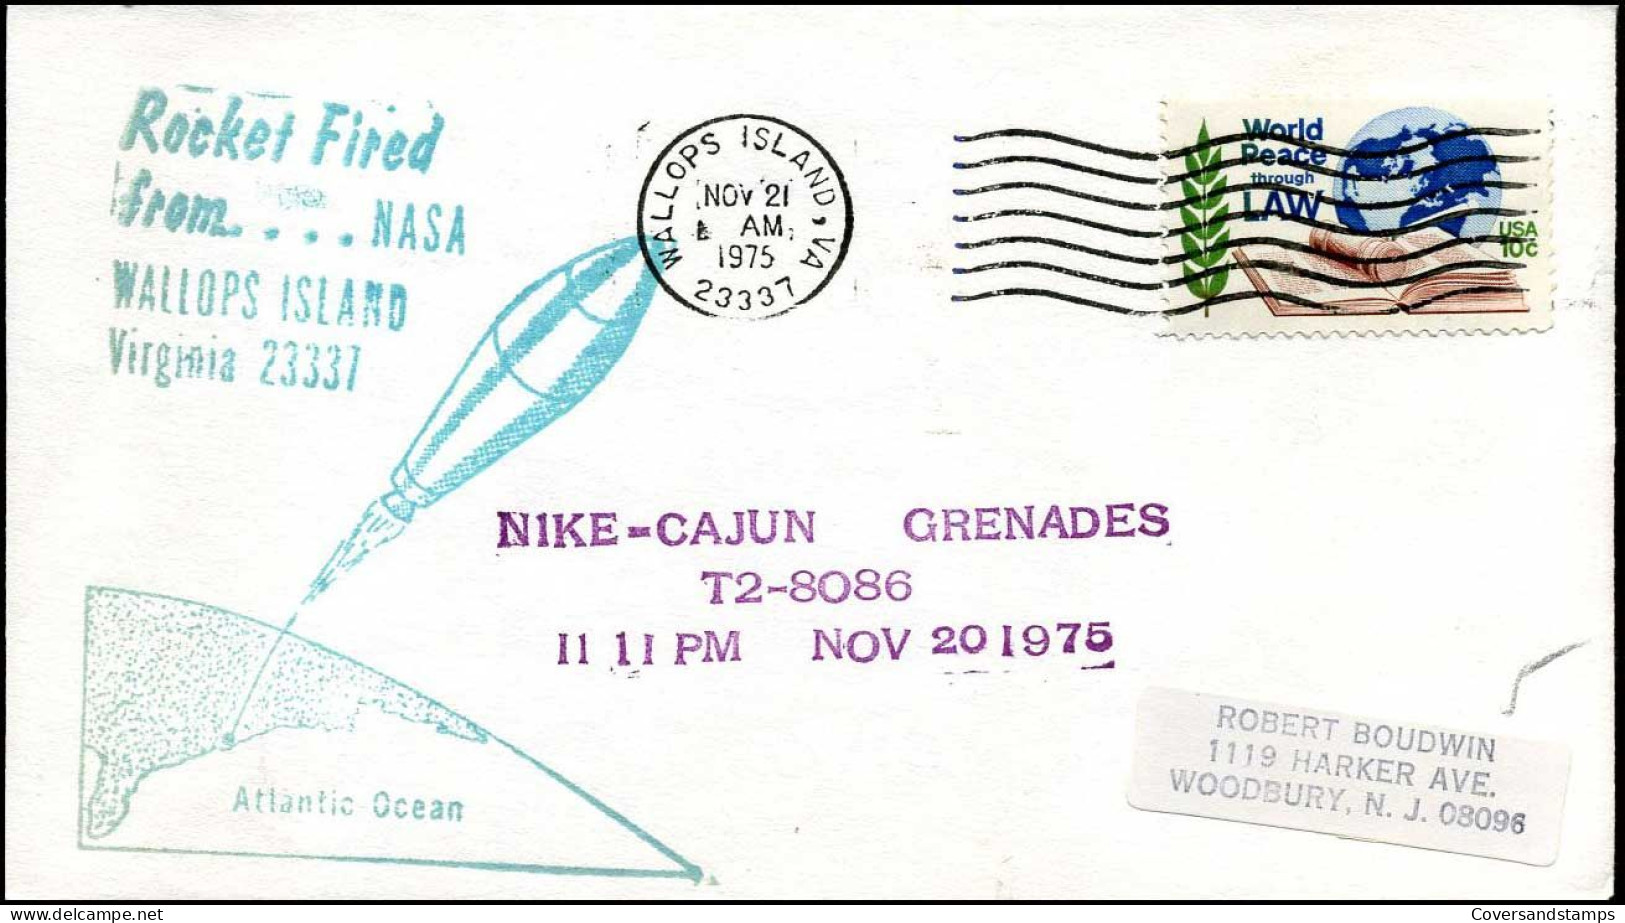 Rocket Fired
from.... NASA
WALLOPS ISLAND
Virginia 23337
WALLOPS ISLAND, VA
NOV 21
AM
1975
23337
World
Peace
through
LAW
USA
10c
NIKE-CAJUN GRENADES
T2-8086
11 11 PM NOV 20 1975
Atlantic Ocean
ROBERT BOUDWIN
1119 HARKER AVE.
WOODBURY, N. J. 08096
www.delcampe.net
Coversandstamps